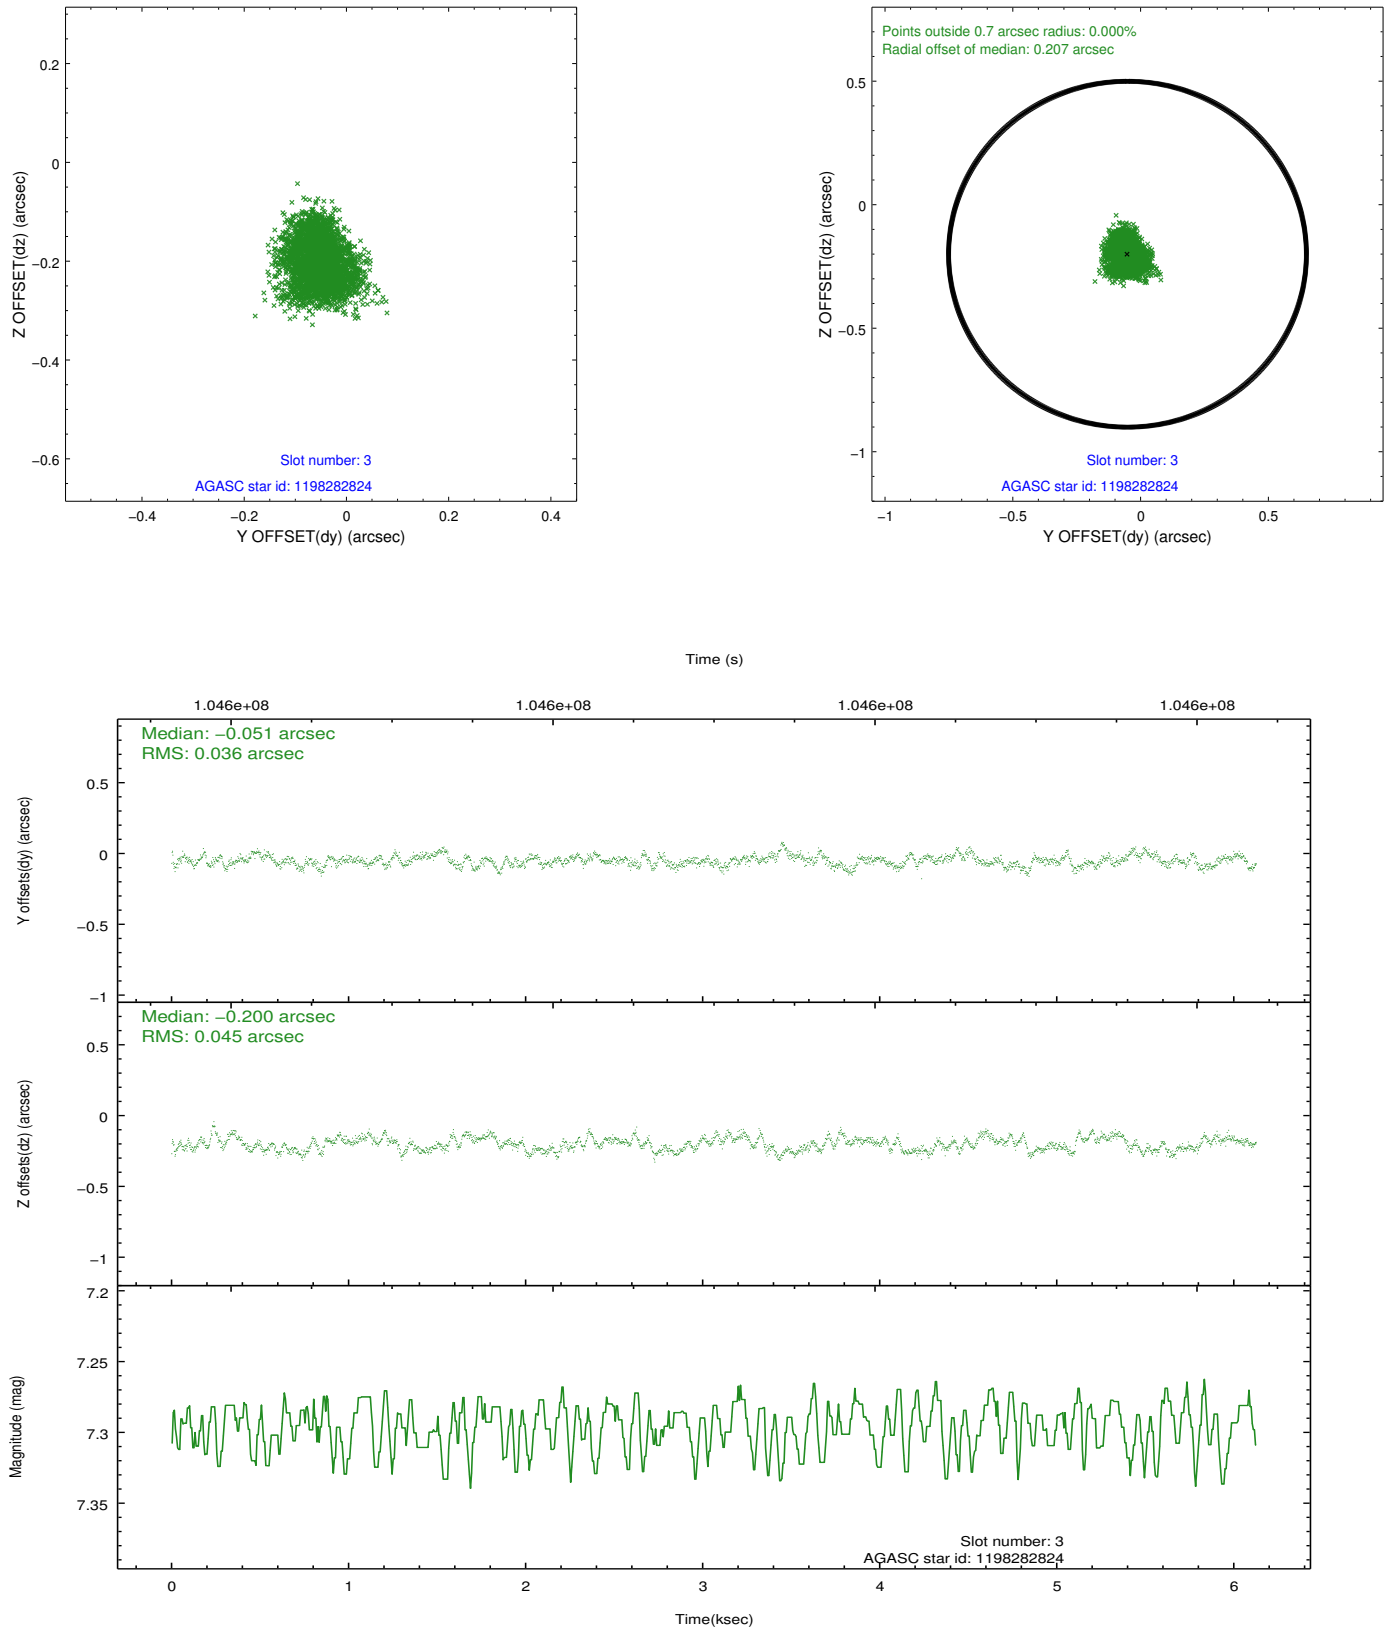 0.2
0
−0.2
−0.4
−0.6
Z OFFSET(dz) (arcsec)
Slot number: 3
AGASC star id: 1198282824
−0.4
−0.2
0
0.2
0.4
Y OFFSET(dy) (arcsec)
Points outside 0.7 arcsec radius: 0.000%
Radial offset of median: 0.207 arcsec
0.5
0
−0.5
−1
Z OFFSET(dz) (arcsec)
Slot number: 3
AGASC star id: 1198282824
−1
−0.5
0
0.5
Y OFFSET(dy) (arcsec)
Time (s)
1.046e+08
1.046e+08
1.046e+08
1.046e+08
Median: −0.051 arcsec
RMS: 0.036 arcsec
0.5
0
−0.5
−1
Y offsets(dy) (arcsec)
Median: −0.200 arcsec
RMS: 0.045 arcsec
0.5
0
−0.5
−1
Z offsets(dz) (arcsec)
7.2
7.25
7.3
7.35
Magnitude (mag)
Slot number: 3
AGASC star id: 1198282824
0
1
2
3
4
5
6
Time(ksec)